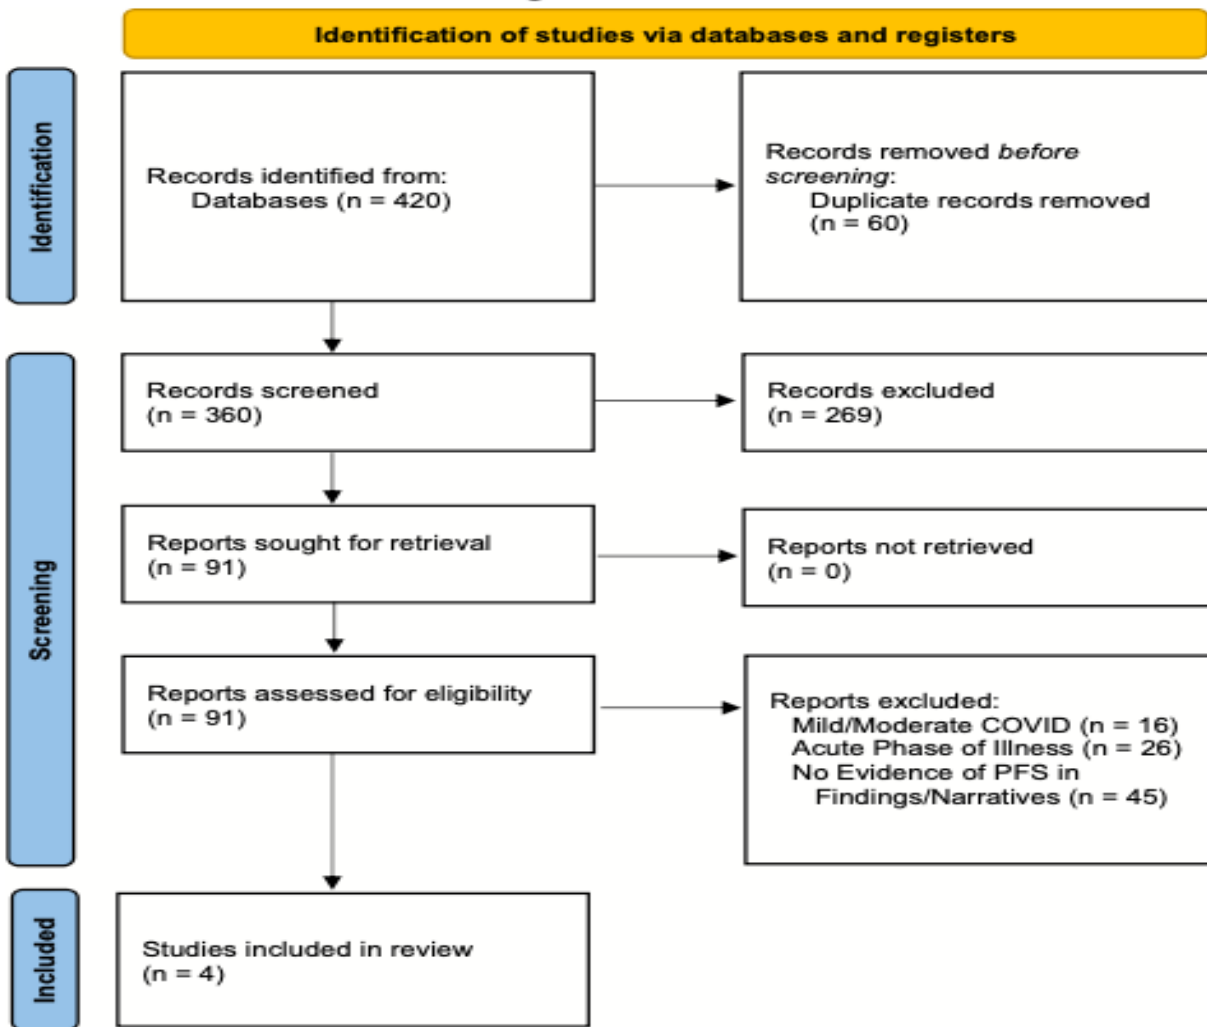 Identification of studies via databases and registers
Identification
Records identified from:
Databases (n = 420)
Records removed before
screening:
Duplicate records removed
(n = 60)
Screening
Records screened
(n = 360)
Records excluded
(n = 269)
Reports sought for retrieval
(n = 91)
Reports not retrieved
(n = 0)
Reports assessed for eligibility
(n = 91)
Reports excluded:
Mild/Moderate COVID (n = 16)
Acute Phase of Illness (n = 26)
No Evidence of PFS in
Findings/Narratives (n = 45)
Included
Studies included in review
(n = 4)